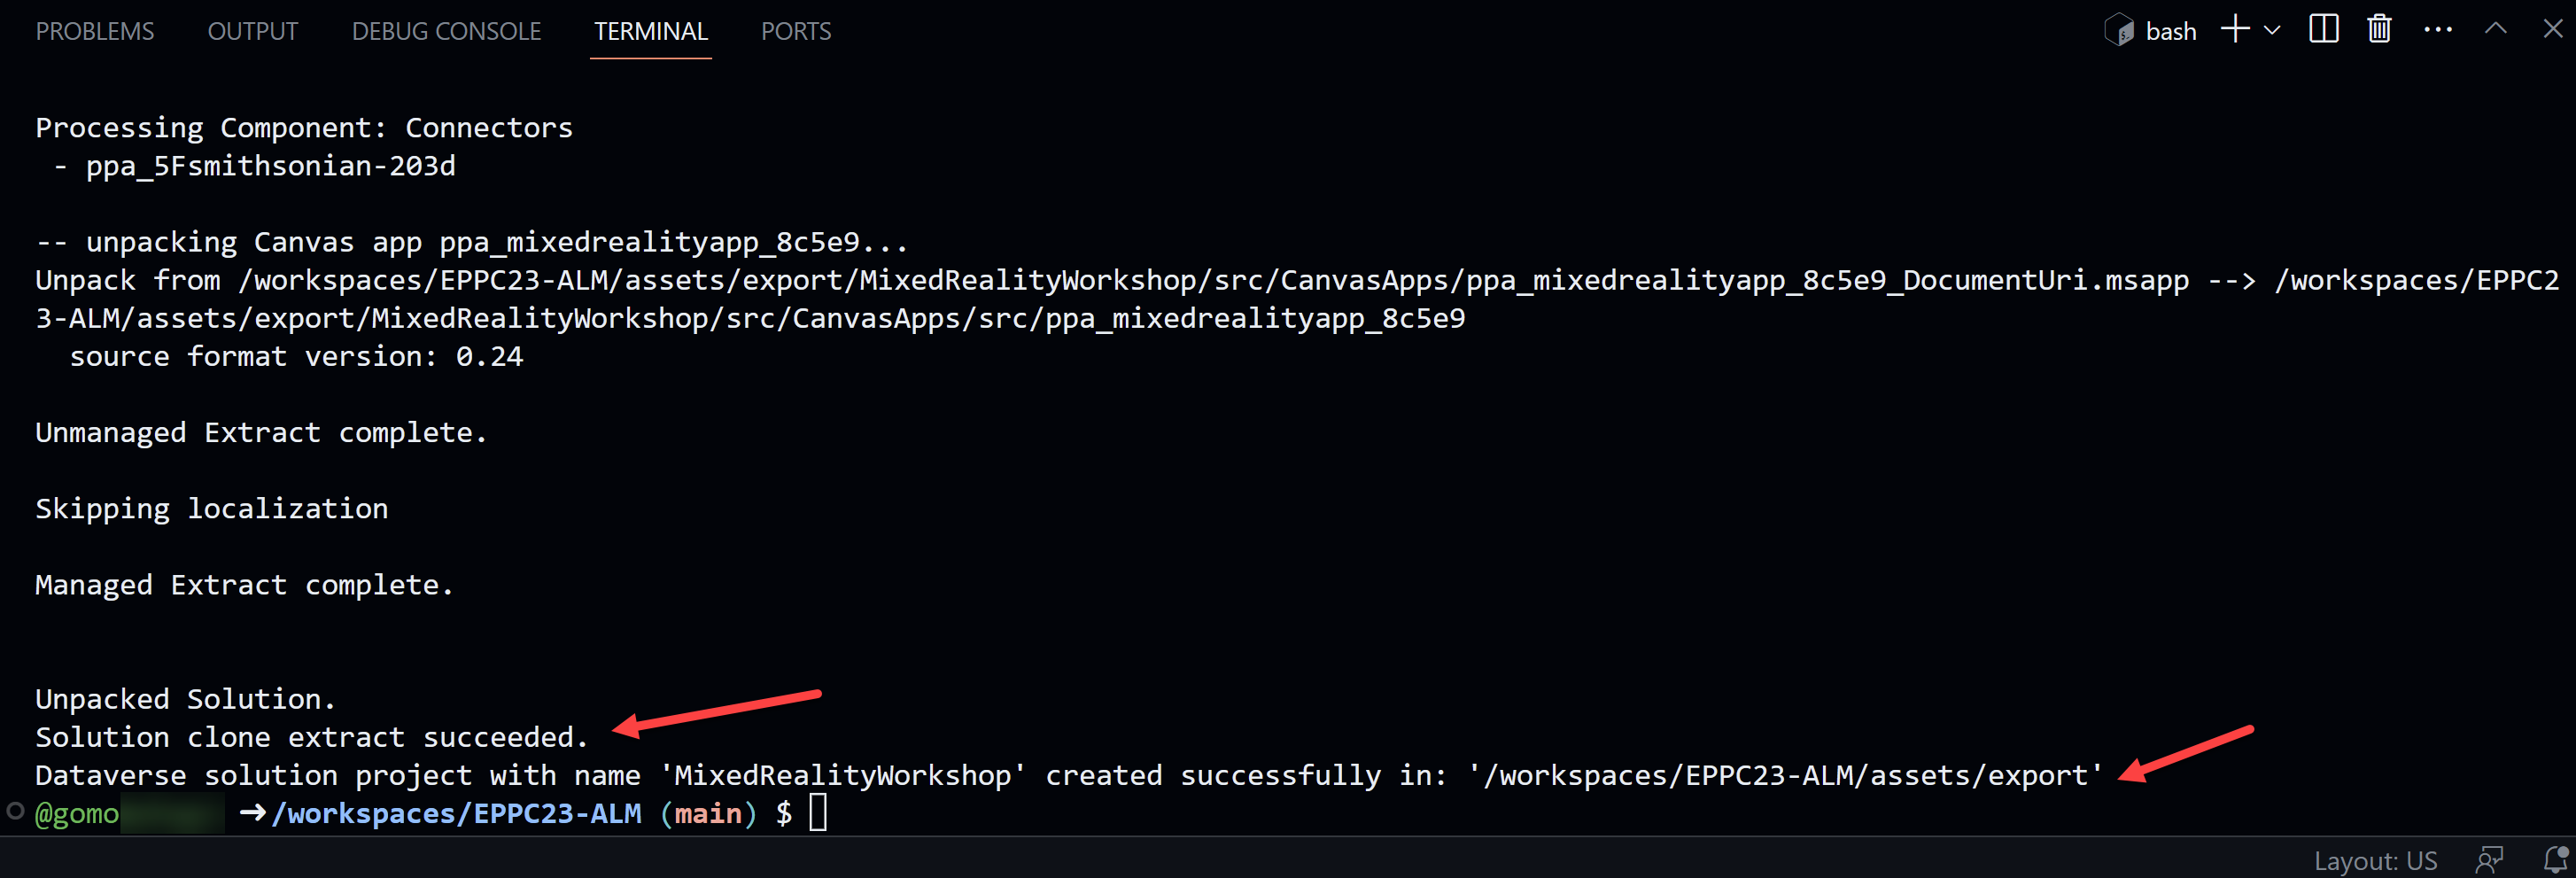 PROBLEMS OUTPUT DEBUG CONSOLE TERMINAL PORTS bash
Processing Component: Connectors
- ppa_5Fsmithsonian-203d
-- unpacking Canvas app ppa_mixedrealityapp_8c5e9...
Unpack from /workspaces/EPPC23-ALM/assets/export/MixedRealityWorkshop/src/CanvasApps/ppa_mixedrealityapp_8c5e9_DocumentUri.msapp --> /workspaces/EPPC2
3-ALM/assets/export/MixedRealityWorkshop/src/CanvasApps/src/ppa_mixedrealityapp_8c5e9
source format version: 0.24
Unmanaged Extract complete.
Skipping localization
Managed Extract complete.
Unpacked Solution.
Solution clone extract succeeded.
Dataverse solution project with name 'MixedRealityWorkshop' created successfully in: '/workspaces/EPPC23-ALM/assets/export'
@gomo → /workspaces/EPPC23-ALM (main) $
Layout: US